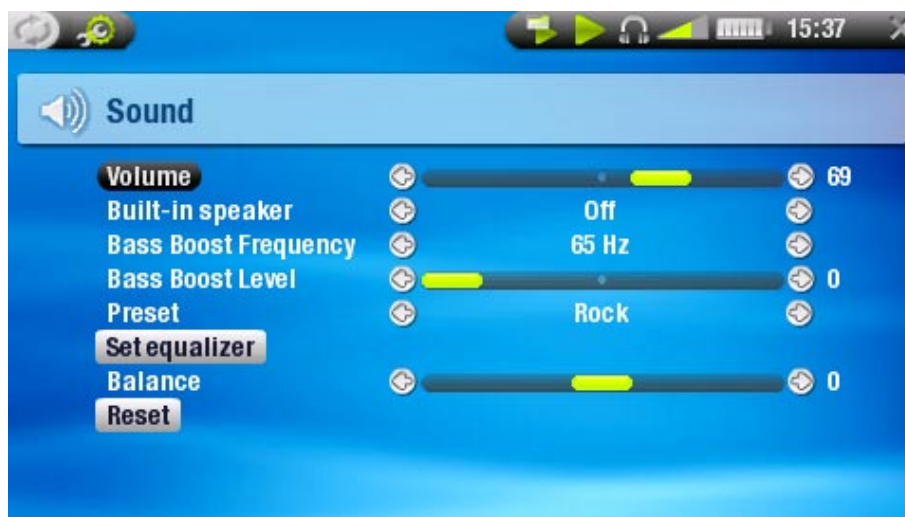 15:37
Sound
Volume 69
Built-in speaker Off
Bass Boost Frequency 65 Hz
Bass Boost Level 0
Preset Rock
Set equalizer
Balance 0
Reset